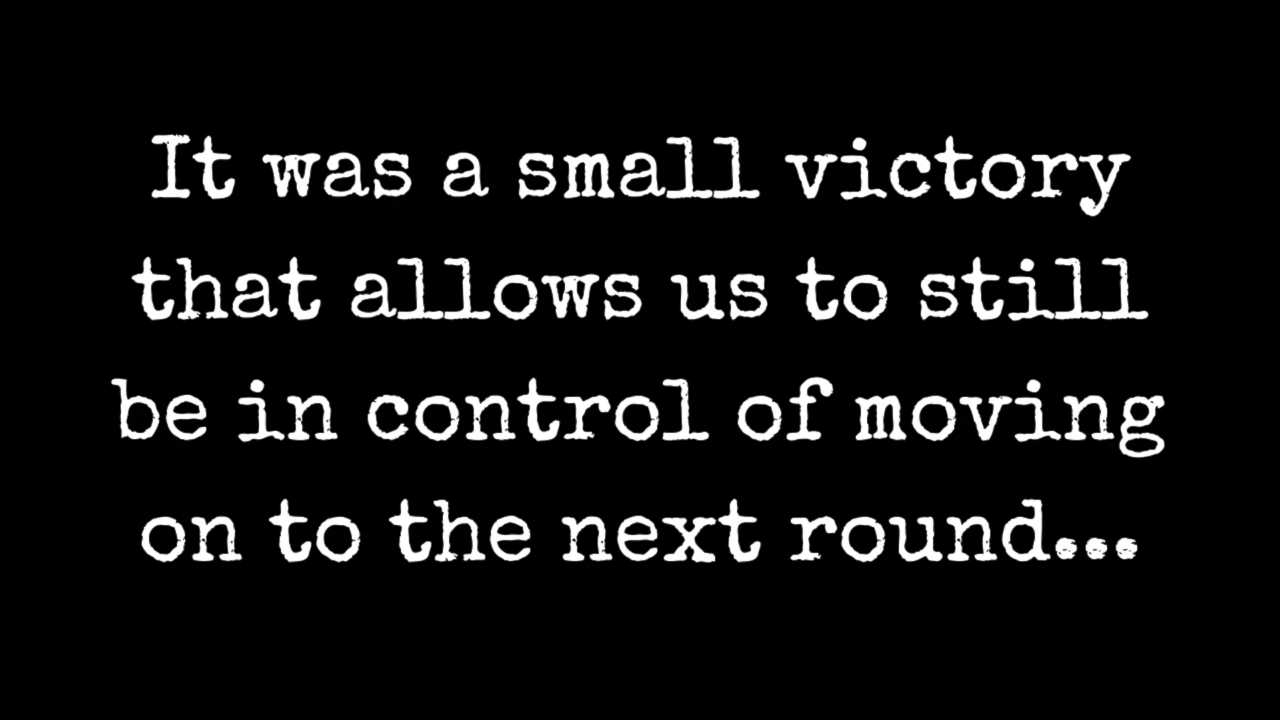 It was a small victory
that allows us to still
be in control of moving
on to the next round...